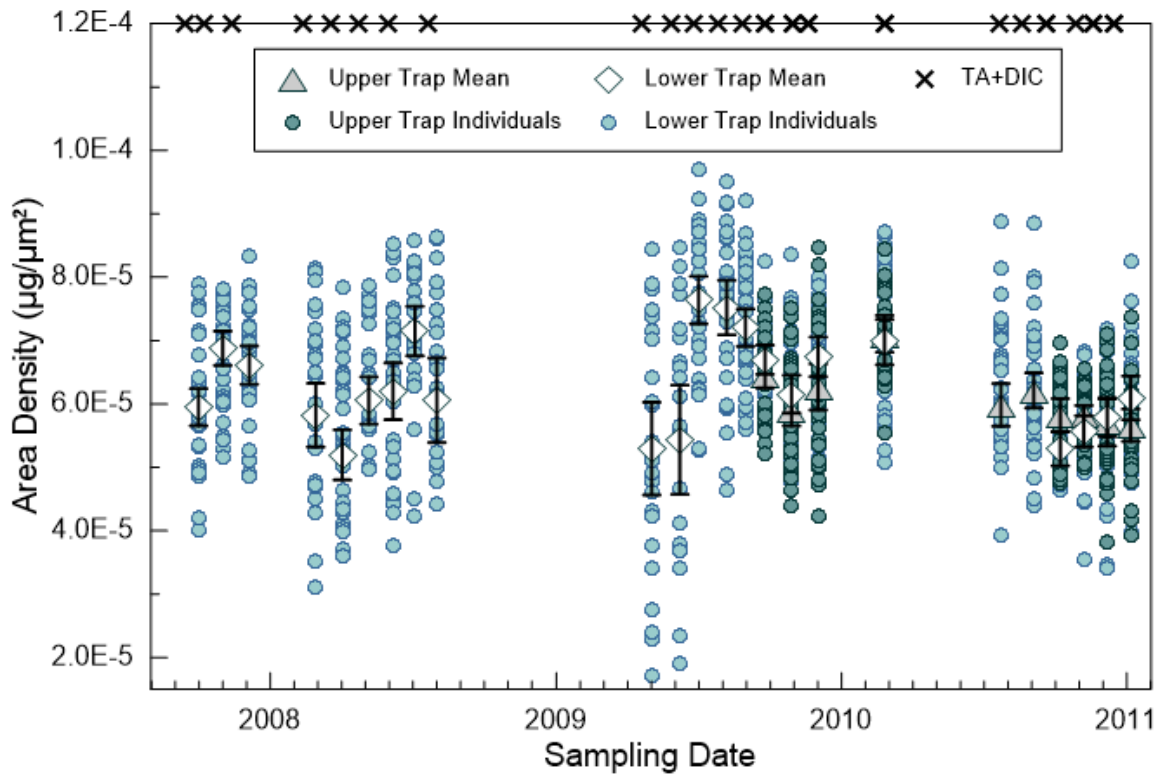 1.2E-4
Upper Trap Mean
Lower Trap Mean
TA+DIC
Upper Trap Individuals
Lower Trap Individuals
1.0E-4
8.0E-5
6.0E-5
4.0E-5
2.0E-5
Area Density (µg/µm²)
2008
2009
2010
2011
Sampling Date